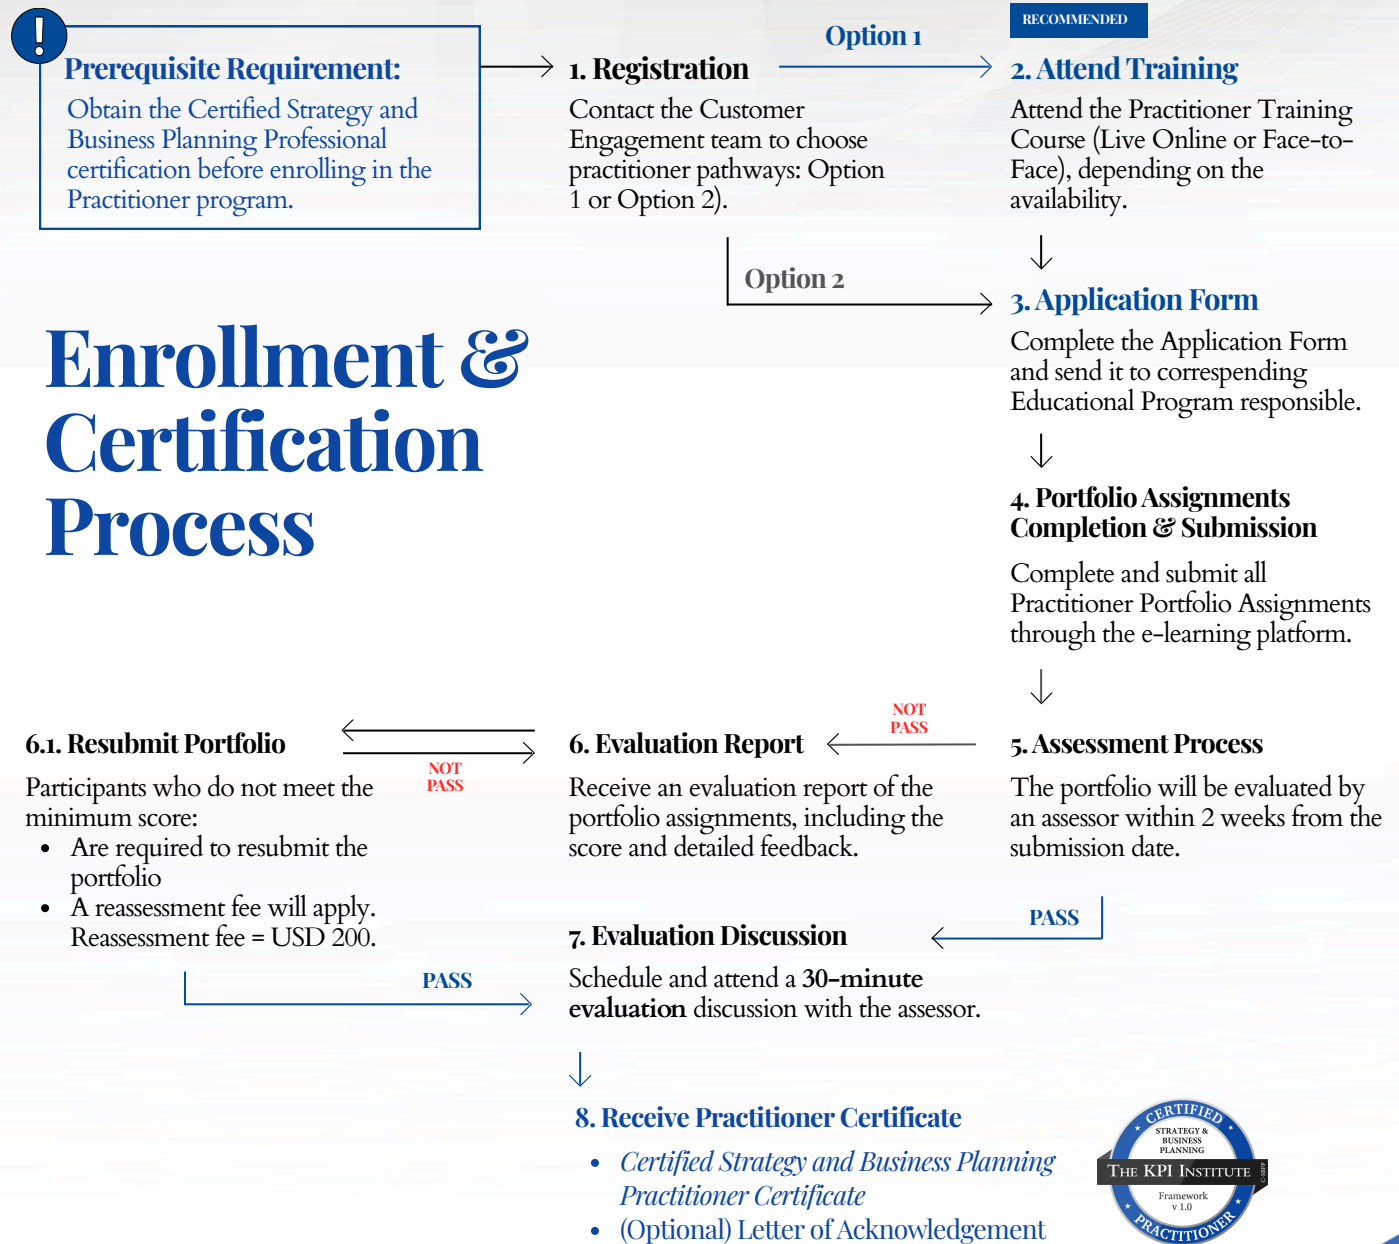 !
Prerequisite Requirement:
Obtain the Certified Strategy and
Business Planning Professional
certification before enrolling in the
Practitioner program.
1. Registration
Contact the Customer
Engagement team to choose
practitioner pathways: Option
1 or Option 2).
Option 1
RECOMMENDED
2. Attend Training
Attend the Practitioner Training
Course (Live Online or Face-to-
Face), depending on the
availability.
Option 2
3. Application Form
Complete the Application Form
and send it to correspending
Educational Program responsible.
Enrollment &
Certification
Process
4. Portfolio Assignments
Completion & Submission
Complete and submit all
Practitioner Portfolio Assignments
through the e-learning platform.
5. Assessment Process
The portfolio will be evaluated by
an assessor within 2 weeks from the
submission date.
NOT
PASS
6. Evaluation Report
Receive an evaluation report of the
portfolio assignments, including the
score and detailed feedback.
NOT
PASS
6.1. Resubmit Portfolio
Participants who do not meet the
minimum score:
• Are required to resubmit the
portfolio
• A reassessment fee will apply.
Reassessment fee = USD 200.
PASS
PASS
7. Evaluation Discussion
Schedule and attend a 30-minute
evaluation discussion with the assessor.
8. Receive Practitioner Certificate
• Certified Strategy and Business Planning
Practitioner Certificate
• (Optional) Letter of Acknowledgement
CERTIFIED
STRATEGY &
BUSINESS
PLANNING
THE KPI INSTITUTE
C-SBPP
Framework
v 1.0
PRACTITIONER